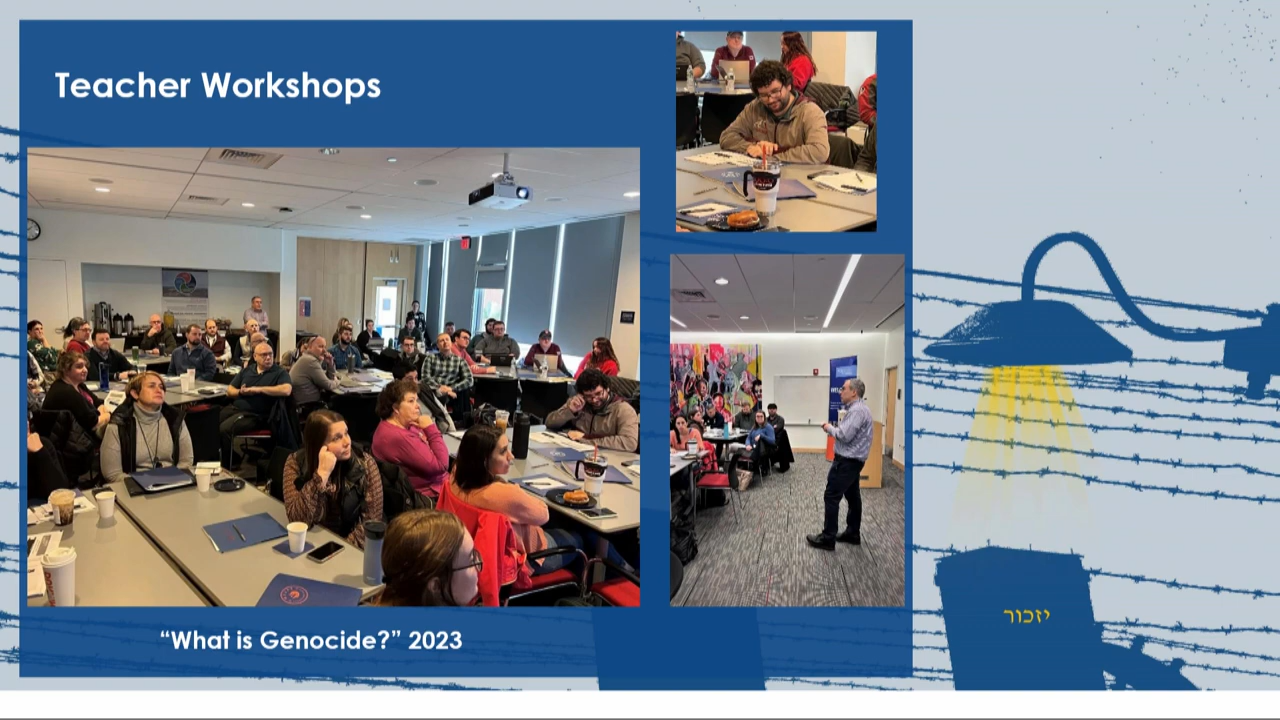 Teacher Workshops
“What is Genocide?” 2023
יזכור